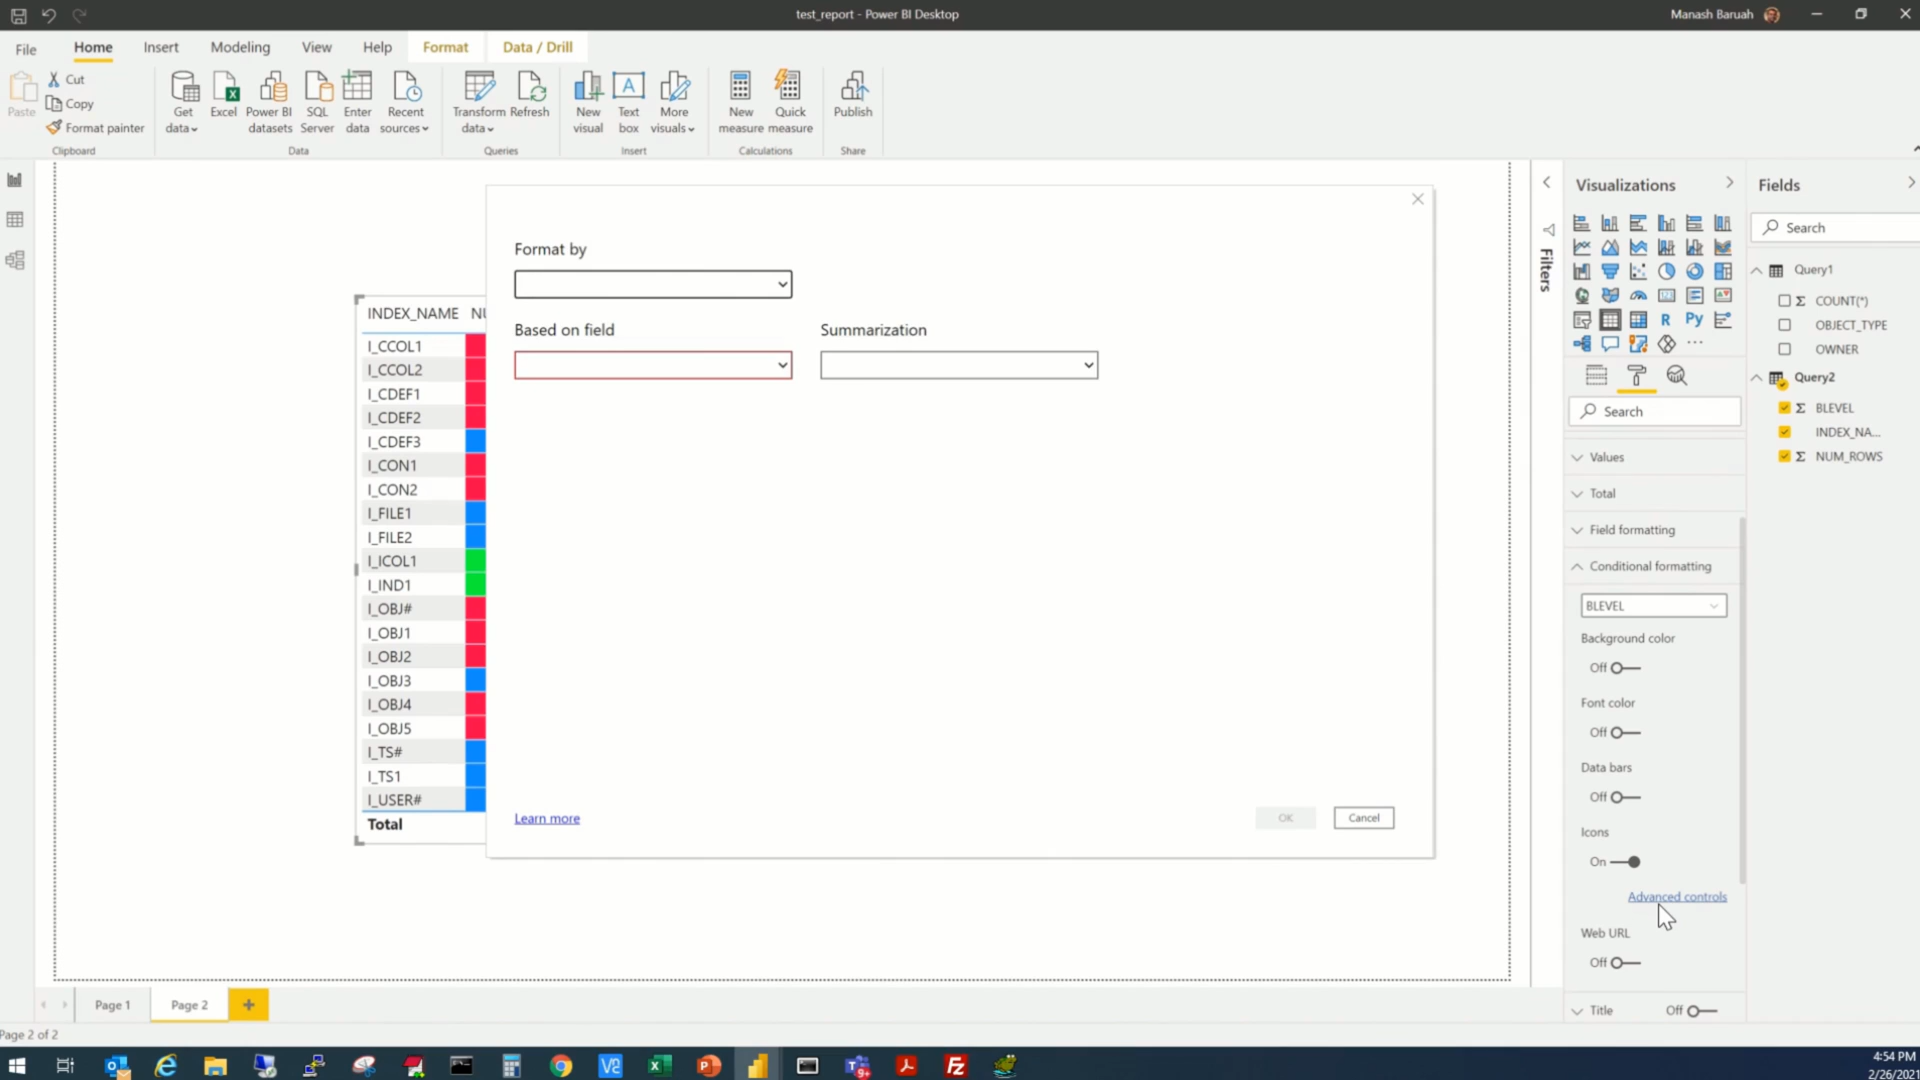 test_report - Power BI Desktop
Manash Baruah
File
Home
Insert
Modeling
View
Help
Format
Data / Drill
Paste
Cut
Copy
Format painter
Clipboard
Get data
Excel
Power BI datasets
SQL Server
Enter data
Recent sources
Data
Transform data
Refresh
Queries
New visual
Text box
More visuals
Insert
New measure
Quick measure
Calculations
Publish
Share
INDEX_NAME NU
I_CCOL1
I_CCOL2
I_CDEF1
I_CDEF2
I_CDEF3
I_CON1
I_CON2
I_FILE1
I_FILE2
I_ICOL1
I_IND1
I_OBJ#
I_OBJ1
I_OBJ2
I_OBJ3
I_OBJ4
I_OBJ5
I_TS#
I_TS1
I_USER#
Total
Format by
Based on field
Summarization
Learn more
OK
Cancel
Filters
Visualizations
R
Py
Search
Values
Total
Field formatting
Conditional formatting
BLEVEL
Background color
Off
Font color
Off
Data bars
Off
Icons
On
Advanced controls
Web URL
Off
Title
Off
Fields
Search
Query1
COUNT(*)
OBJECT_TYPE
OWNER
Query2
BLEVEL
INDEX_NA...
NUM_ROWS
Page 1
Page 2
Page 2 of 2
4:54 PM
2/26/2021